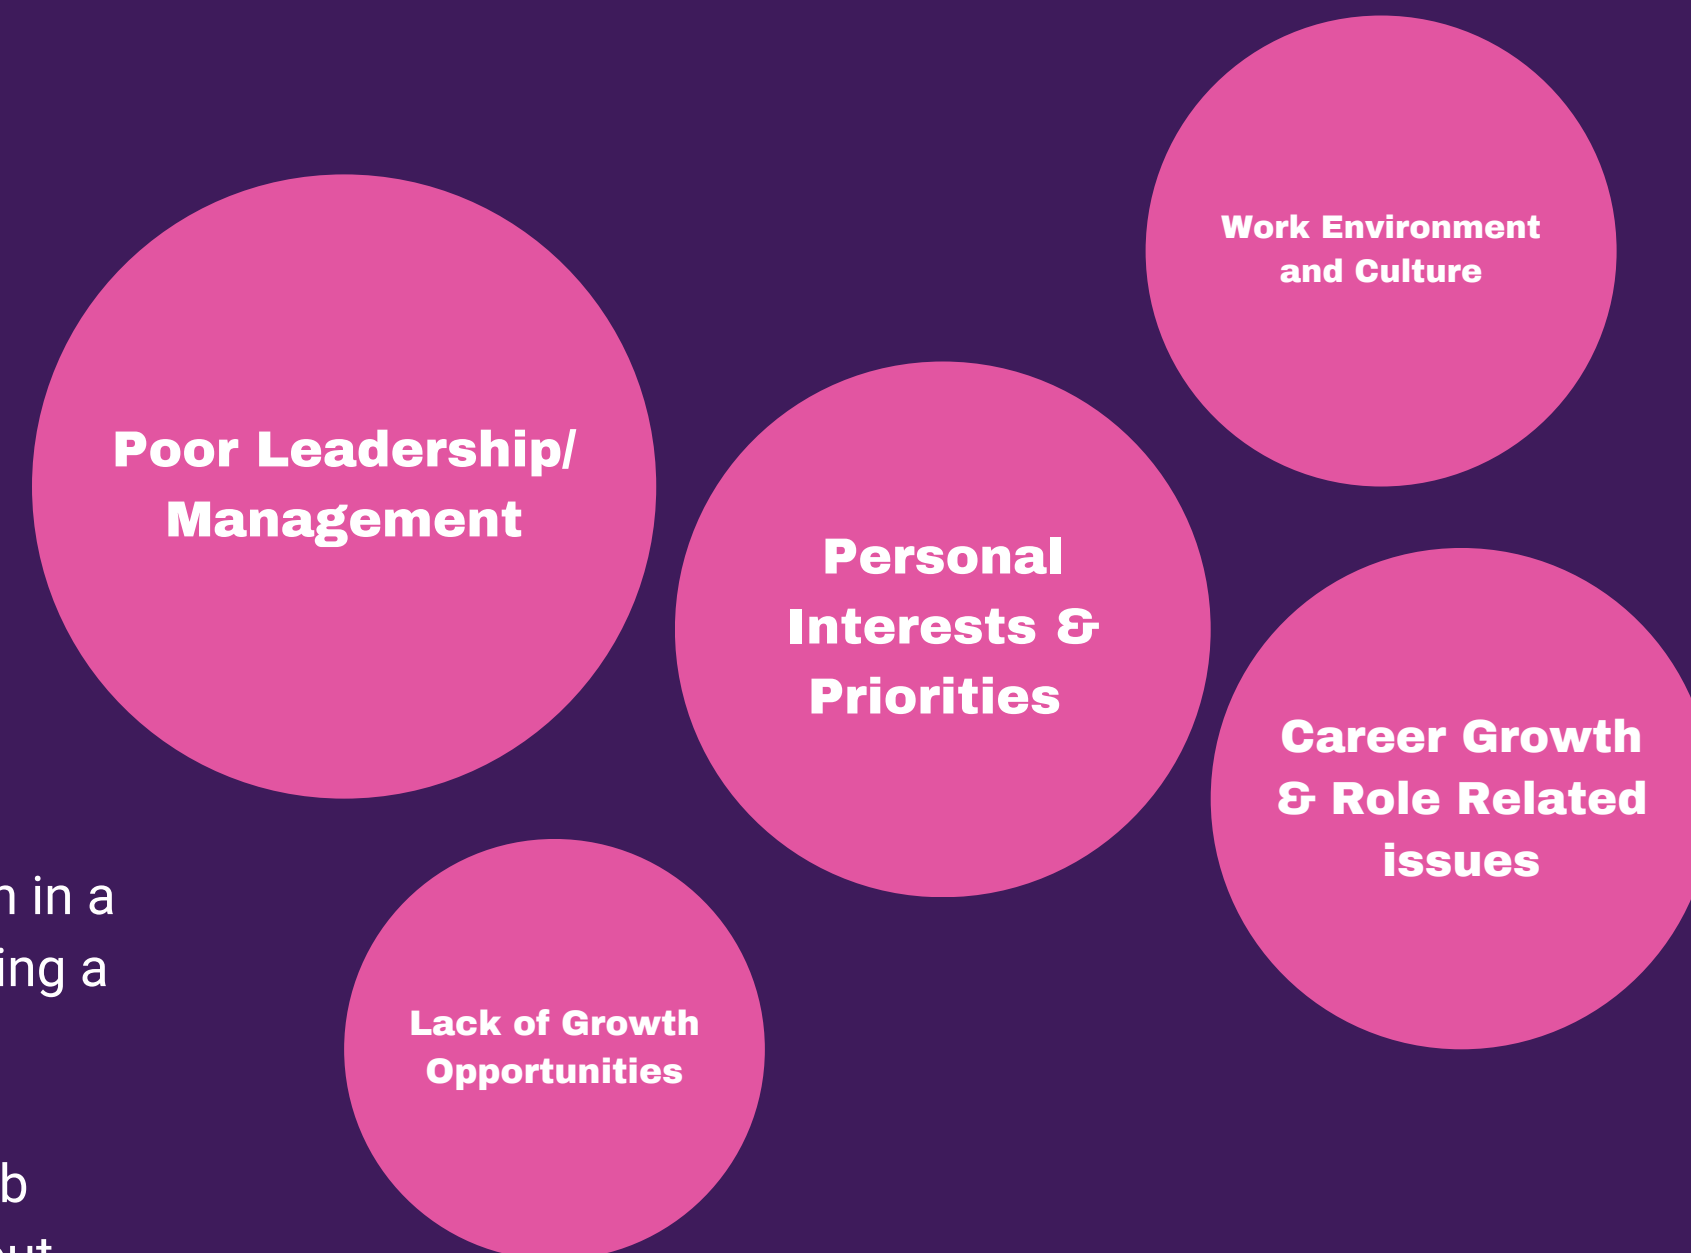 Work Environment
and Culture
Poor Leadership/
Management
Personal
Interests &
Priorities
Career Growth
& Role Related
issues
in a
a
Lack of Growth
Opportunities